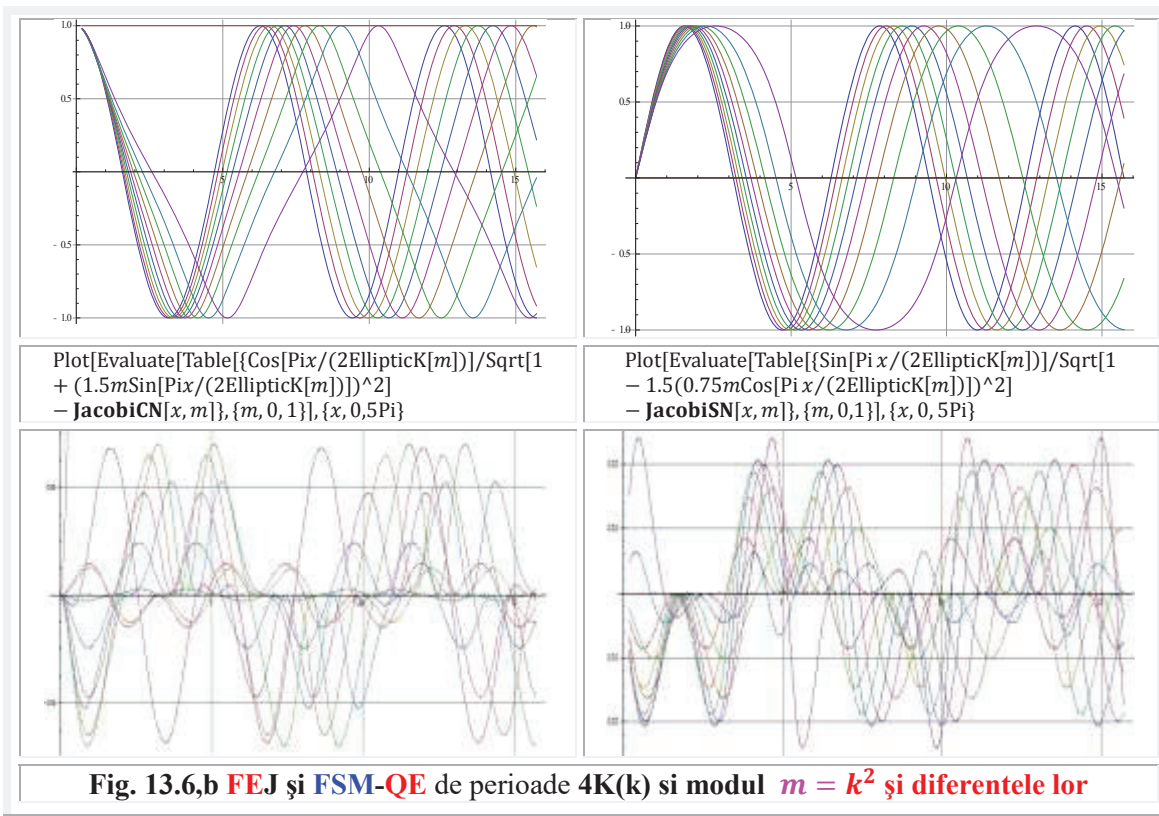 1.0
0.5
5
10
15
- 0.5
- 1.0
1.0
0.5
5
10
15
- 0.5
- 1.0
Plot[Evaluate[Table[{Cos[Pix/(2EllipticK[m])]/Sqrt[1
+ (1.5mSin[Pix/(2EllipticK[m])])^2]
− JacobiCN[x, m]}, {m, 0, 1}], {x, 0,5Pi}
Plot[Evaluate[Table[{Sin[Pi x/(2EllipticK[m])]/Sqrt[1
− 1.5(0.75mCos[Pi x/(2EllipticK[m])])^2]
− JacobiSN[x, m]}, {m, 0,1}], {x, 0, 5Pi}
Fig. 13.6,b FEJ şi FSM-QE de perioade 4K(k) si modul m = k² şi diferentele lor